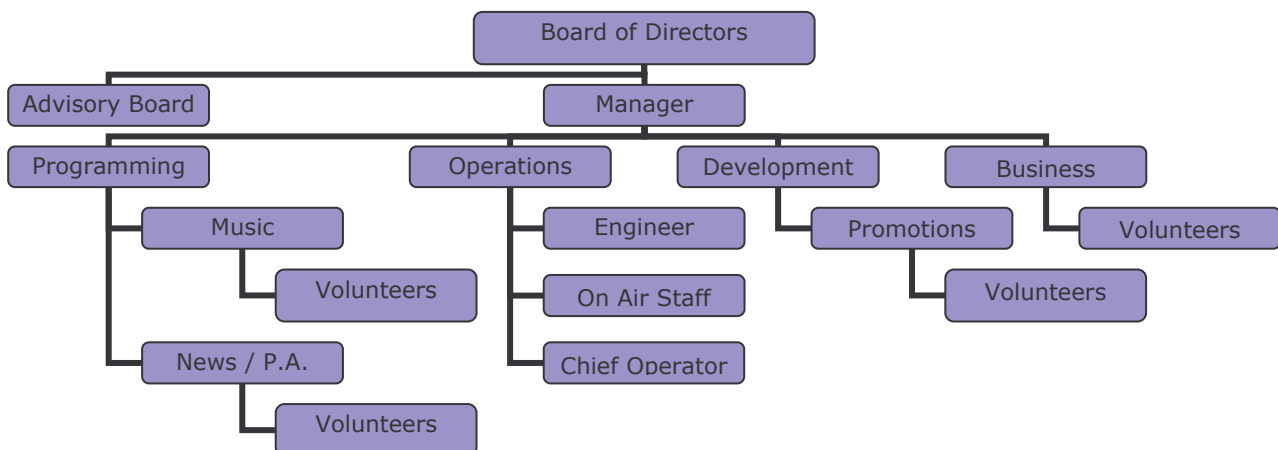 Board of Directors
Advisory Board
Manager
Programming
Operations
Development
Business
Music
Engineer
Promotions
Volunteers
Volunteers
On Air Staff
Volunteers
News / P.A.
Chief Operator
Volunteers